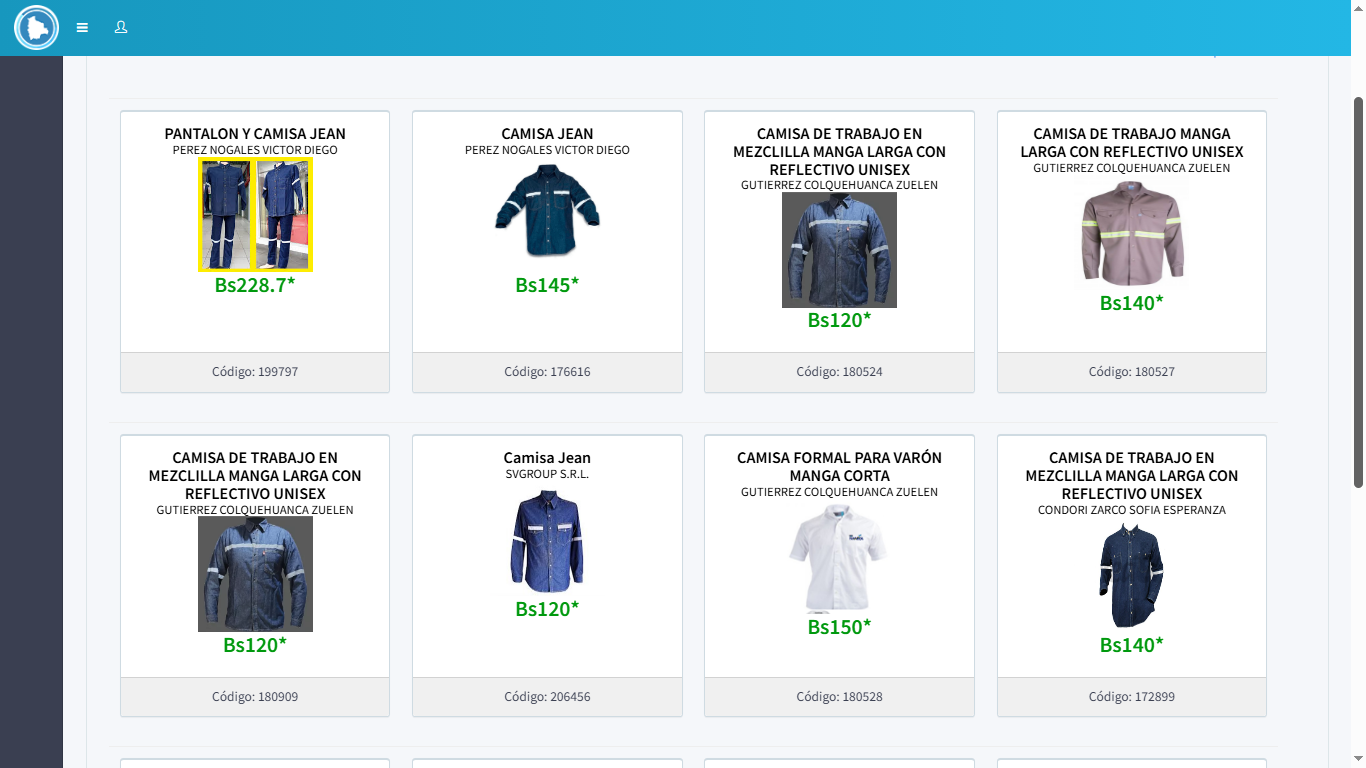 PANTALON Y CAMISA JEAN
PEREZ NOGALES VICTOR DIEGO
Bs228.7*
Código: 199797
CAMISA JEAN
PEREZ NOGALES VICTOR DIEGO
Bs145*
Código: 176616
CAMISA DE TRABAJO EN
MEZCLILLA MANGA LARGA CON
REFLECTIVO UNISEX
GUTIERREZ COLQUEHUANCA ZUELEN
Bs120*
Código: 180524
CAMISA DE TRABAJO MANGA
LARGA CON REFLECTIVO UNISEX
GUTIERREZ COLQUEHUANCA ZUELEN
Bs140*
Código: 180527
CAMISA DE TRABAJO EN
MEZCLILLA MANGA LARGA CON
REFLECTIVO UNISEX
GUTIERREZ COLQUEHUANCA ZUELEN
Bs120*
Código: 180909
Camisa Jean
SVGROUP S.R.L.
Bs120*
Código: 206456
CAMISA FORMAL PARA VARÓN
MANGA CORTA
GUTIERREZ COLQUEHUANCA ZUELEN
Bs150*
Código: 180528
CAMISA DE TRABAJO EN
MEZCLILLA MANGA LARGA CON
REFLECTIVO UNISEX
CONDORI ZARCO SOFIA ESPERANZA
Bs140*
Código: 172899